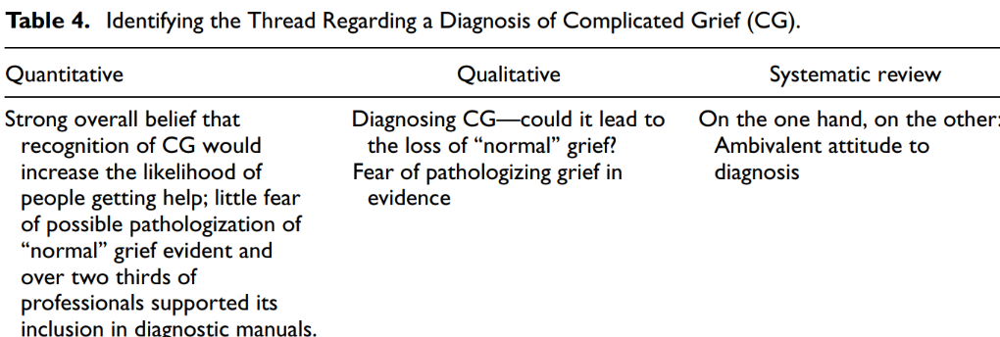 Table 4. Identifying the Thread Regarding a Diagnosis of Complicated Grief (CG).
Quantitative
Qualitative
Systematic review
Strong overall belief that
recognition of CG would
increase the likelihood of
people getting help; little fear
of possible pathologization of
“normal” grief evident and
over two thirds of
professionals supported its
inclusion in diagnostic manuals.
Diagnosing CG—could it lead to
the loss of “normal” grief?
Fear of pathologizing grief in
evidence
On the one hand, on the other:
Ambivalent attitude to
diagnosis